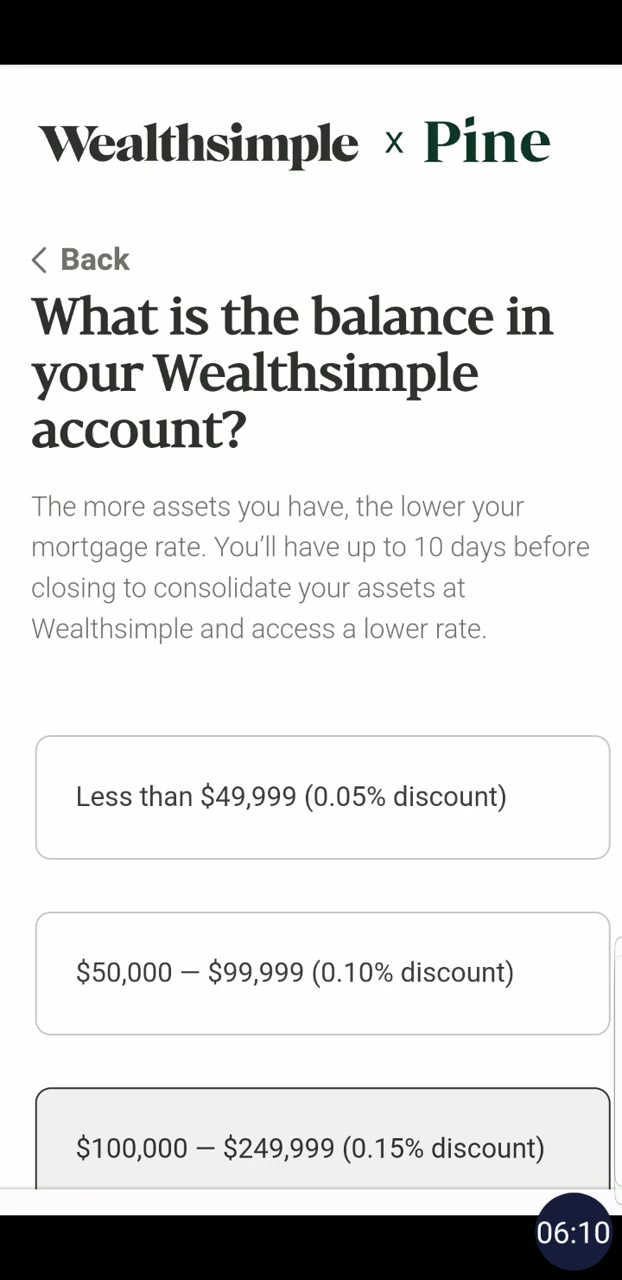 Wealthsimple x Pine
Back
What is the balance in
your Wealthsimple
account?
The more assets you have, the lower your
mortgage rate. You’ll have up to 10 days before
closing to consolidate your assets at
Wealthsimple and access a lower rate.
Less than $49,999 (0.05% discount)
$50,000 — $99,999 (0.10% discount)
$100,000 — $249,999 (0.15% discount)
06:10